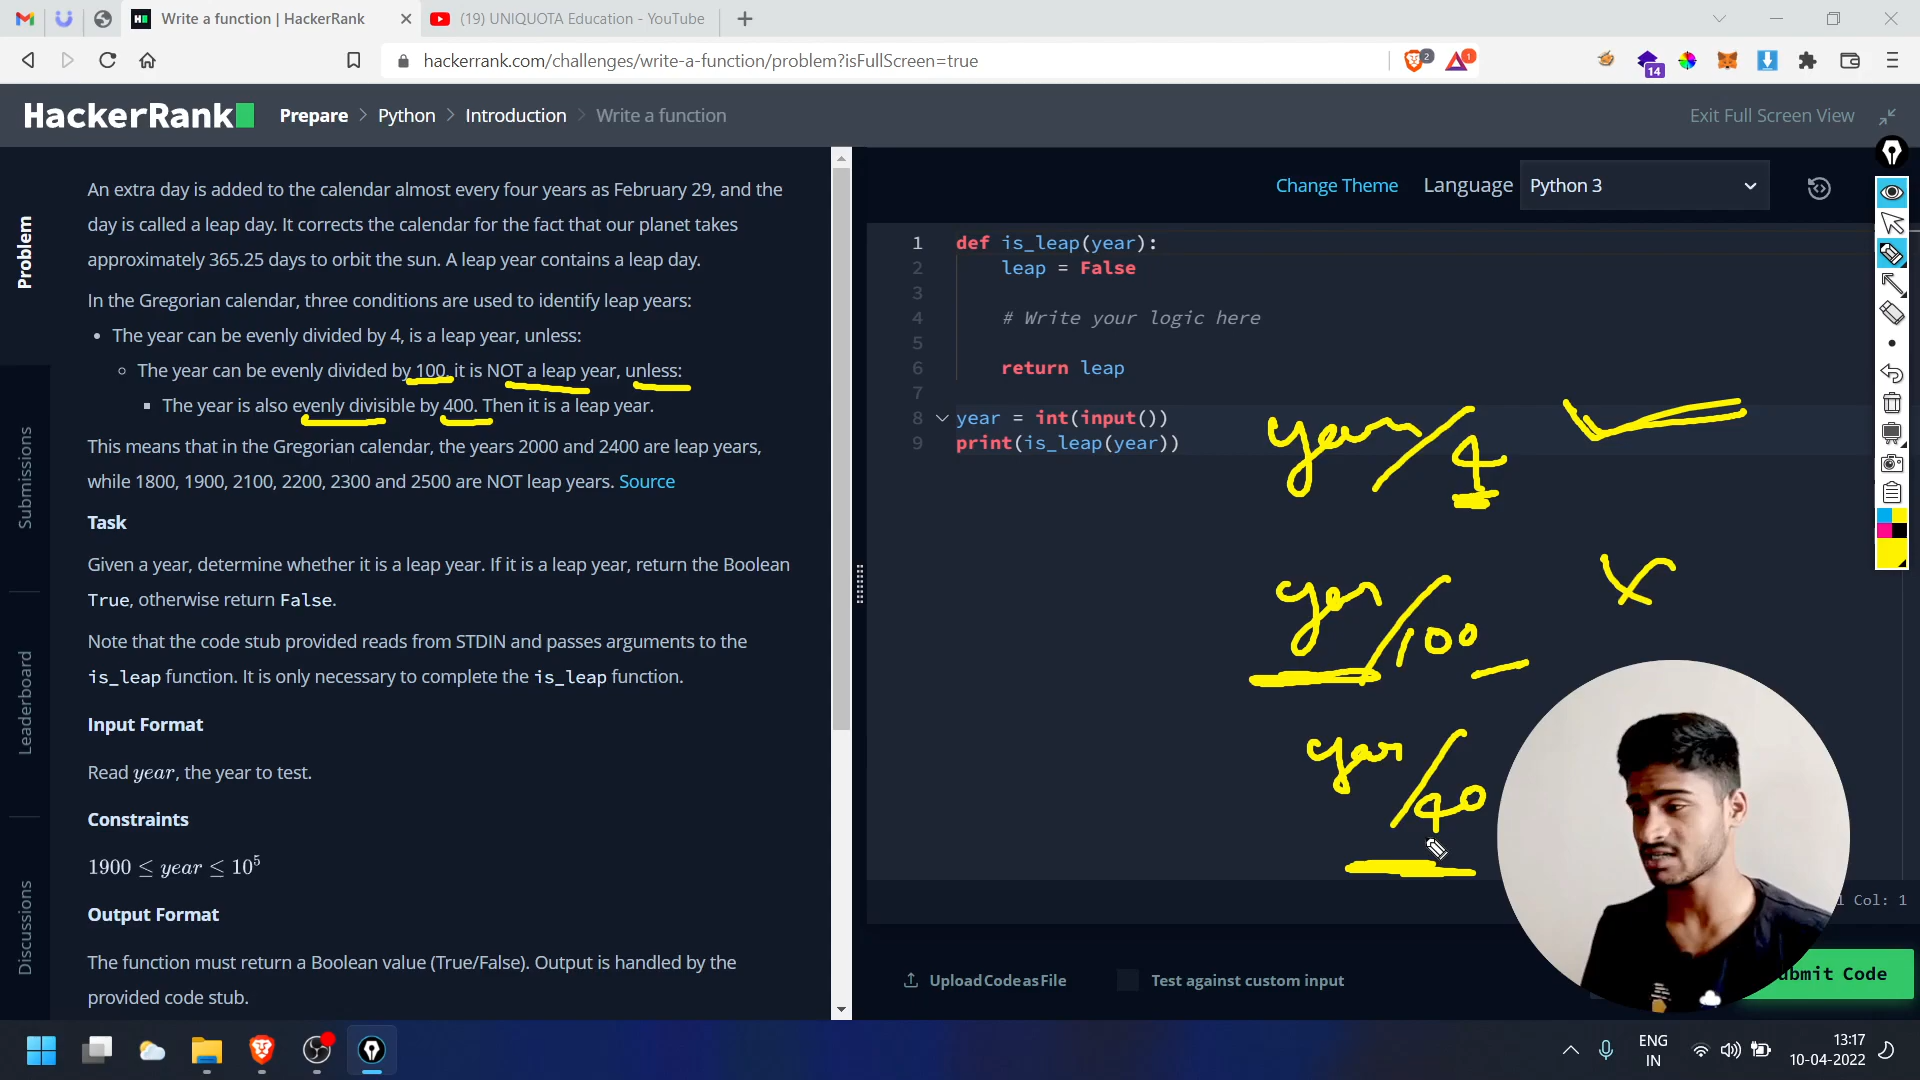 Write a function | HackerRank
(19) UNIQUOTA Education - YouTube
hackerrank.com/challenges/write-a-function/problem?isFullScreen=true
2
1
14
HackerRank
Prepare > Python > Introduction > Write a function
Exit Full Screen View
Problem
Submissions
Leaderboard
Discussions
An extra day is added to the calendar almost every four years as February 29, and the
day is called a leap day. It corrects the calendar for the fact that our planet takes
approximately 365.25 days to orbit the sun. A leap year contains a leap day.
In the Gregorian calendar, three conditions are used to identify leap years:
The year can be evenly divided by 4, is a leap year, unless:
The year can be evenly divided by 100, it is NOT a leap year, unless:
The year is also evenly divisible by 400. Then it is a leap year.
This means that in the Gregorian calendar, the years 2000 and 2400 are leap years,
while 1800, 1900, 2100, 2200, 2300 and 2500 are NOT leap years. Source
Task
Given a year, determine whether it is a leap year. If it is a leap year, return the Boolean
True, otherwise return False.
Note that the code stub provided reads from STDIN and passes arguments to the
is_leap function. It is only necessary to complete the is_leap function.
Input Format
Read year, the year to test.
Constraints
1900 ≤ year ≤ 10^5
Output Format
The function must return a Boolean value (True/False). Output is handled by the
provided code stub.
Change Theme
Language
Python 3
1 def is_leap(year):
2 leap = False
3
4 # Write your logic here
5
6 return leap
7
8 year = int(input())
9 print(is_leap(year))
year/4
year/100
year/40
Col: 1
Upload Code as File
Test against custom input
ubmit Code
ENG
IN
13:17
10-04-2022